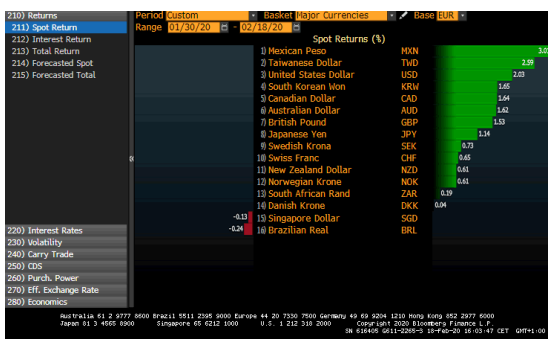 210) Returns
211) Spot Return
212) Interest Return
213) Total Return
214) Forecasted Spot
215) Forecasted Total
220) Interest Rates
230) Volatility
240) Carry Trade
250) CDS
260) Purch. Power
270) Eff. Exchange Rate
280) Economics
Period Custom Basket Major Currencies Base EUR
Range 01/30/20 - 02/18/20
Spot Returns (%)
1) Mexican Peso MXN
2) Taiwanese Dollar TWD 2.59
3) United States Dollar USD 2.03
4) South Korean Won KRW 1.65
5) Canadian Dollar CAD 1.64
6) Australian Dollar AUD 1.62
7) British Pound GBP 1.53
8) Japanese Yen JPY 1.14
9) Swedish Krona SEK 0.73
10) Swiss Franc CHF 0.65
11) New Zealand Dollar NZD 0.61
12) Norwegian Krone NOK 0.61
13) South African Rand ZAR 0.19
14) Danish Krone DKK 0.04
-0.13 15) Singapore Dollar SGD
-0.24 16) Brazilian Real BRL
Australia 61 2 9777 8600 Brazil 5511 2395 9000 Europe 44 20 7330 7500 Germany 49 69 9204 1210 Hong Kong 852 2977 6000
Japan 81 3 4565 8900 Singapore 65 6212 1000 U.S. 1 212 318 2000 Copyright 2020 Bloomberg Finance L.P.
SN 616405 G611-2265-3 18-Feb-20 16:03:47 CET GMT+1:00